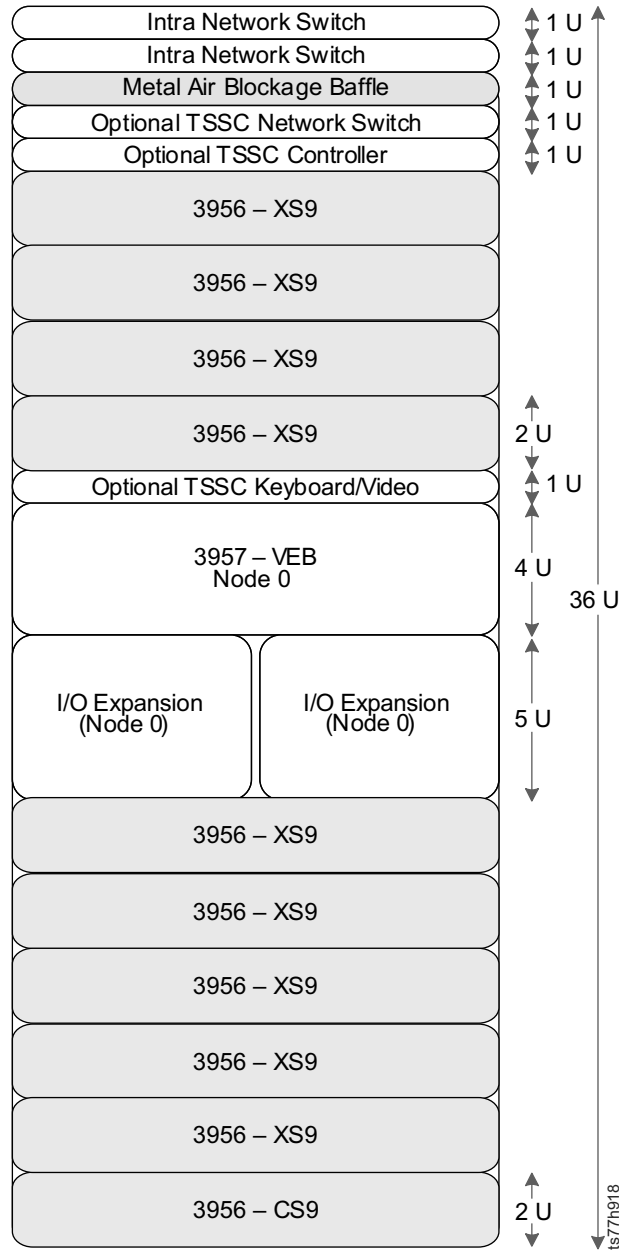 Intra Network Switch
1 U
Intra Network Switch
1 U
Metal Air Blockage Baffle
1 U
Optional TSSC Network Switch
1 U
Optional TSSC Controller
1 U
3956 – XS9
3956 – XS9
3956 – XS9
3956 – XS9
2 U
Optional TSSC Keyboard/Video
1 U
3957 – VEB
Node 0
4 U
36 U
I/O Expansion
(Node 0)
I/O Expansion
(Node 0)
5 U
3956 – XS9
3956 – XS9
3956 – XS9
3956 – XS9
3956 – XS9
3956 – CS9
2 U
ts77h918